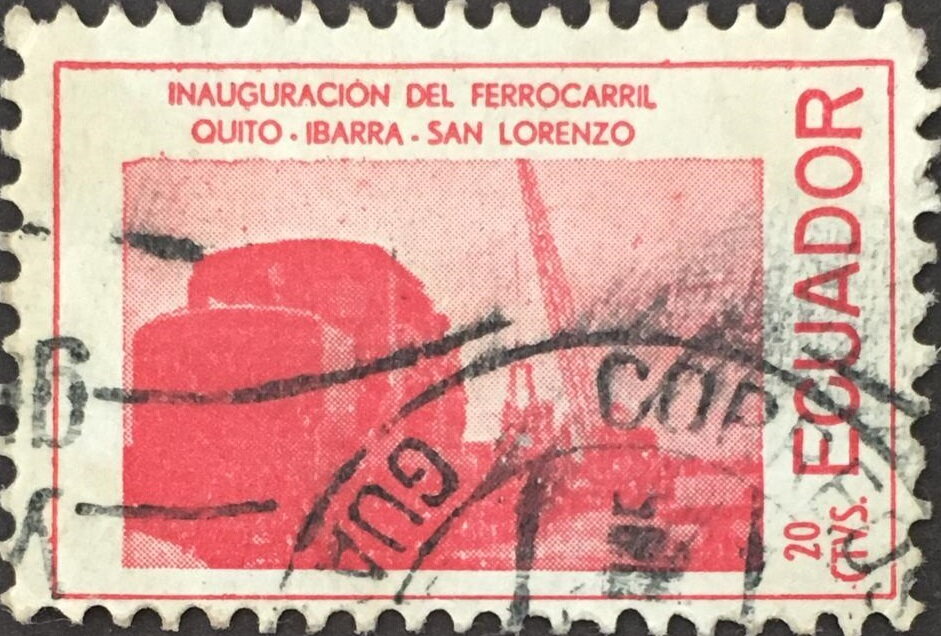 INAUGURACIÓN DEL FERROCARRIL
QUITO · IBARRA · SAN LORENZO
ECUADOR
20 CTVS.